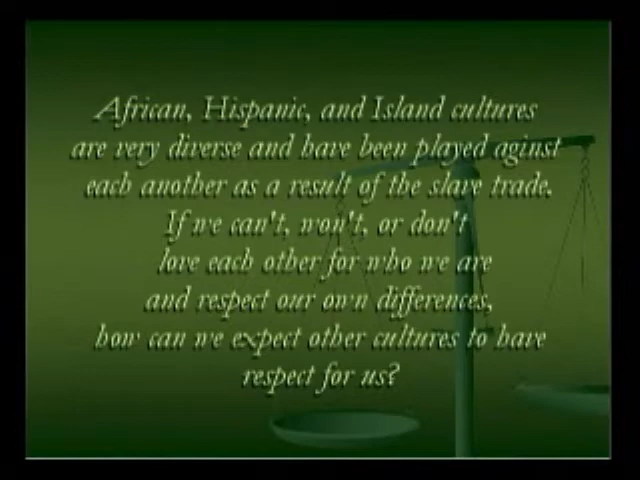 African, Hispanic, and Island cultures
are very diverse and have been played aginst
each another as a result of the slave trade.
If we can't, won't, or don't
love each other for who we are
and respect our own differences,
how can we expect other cultures to have
respect for us?